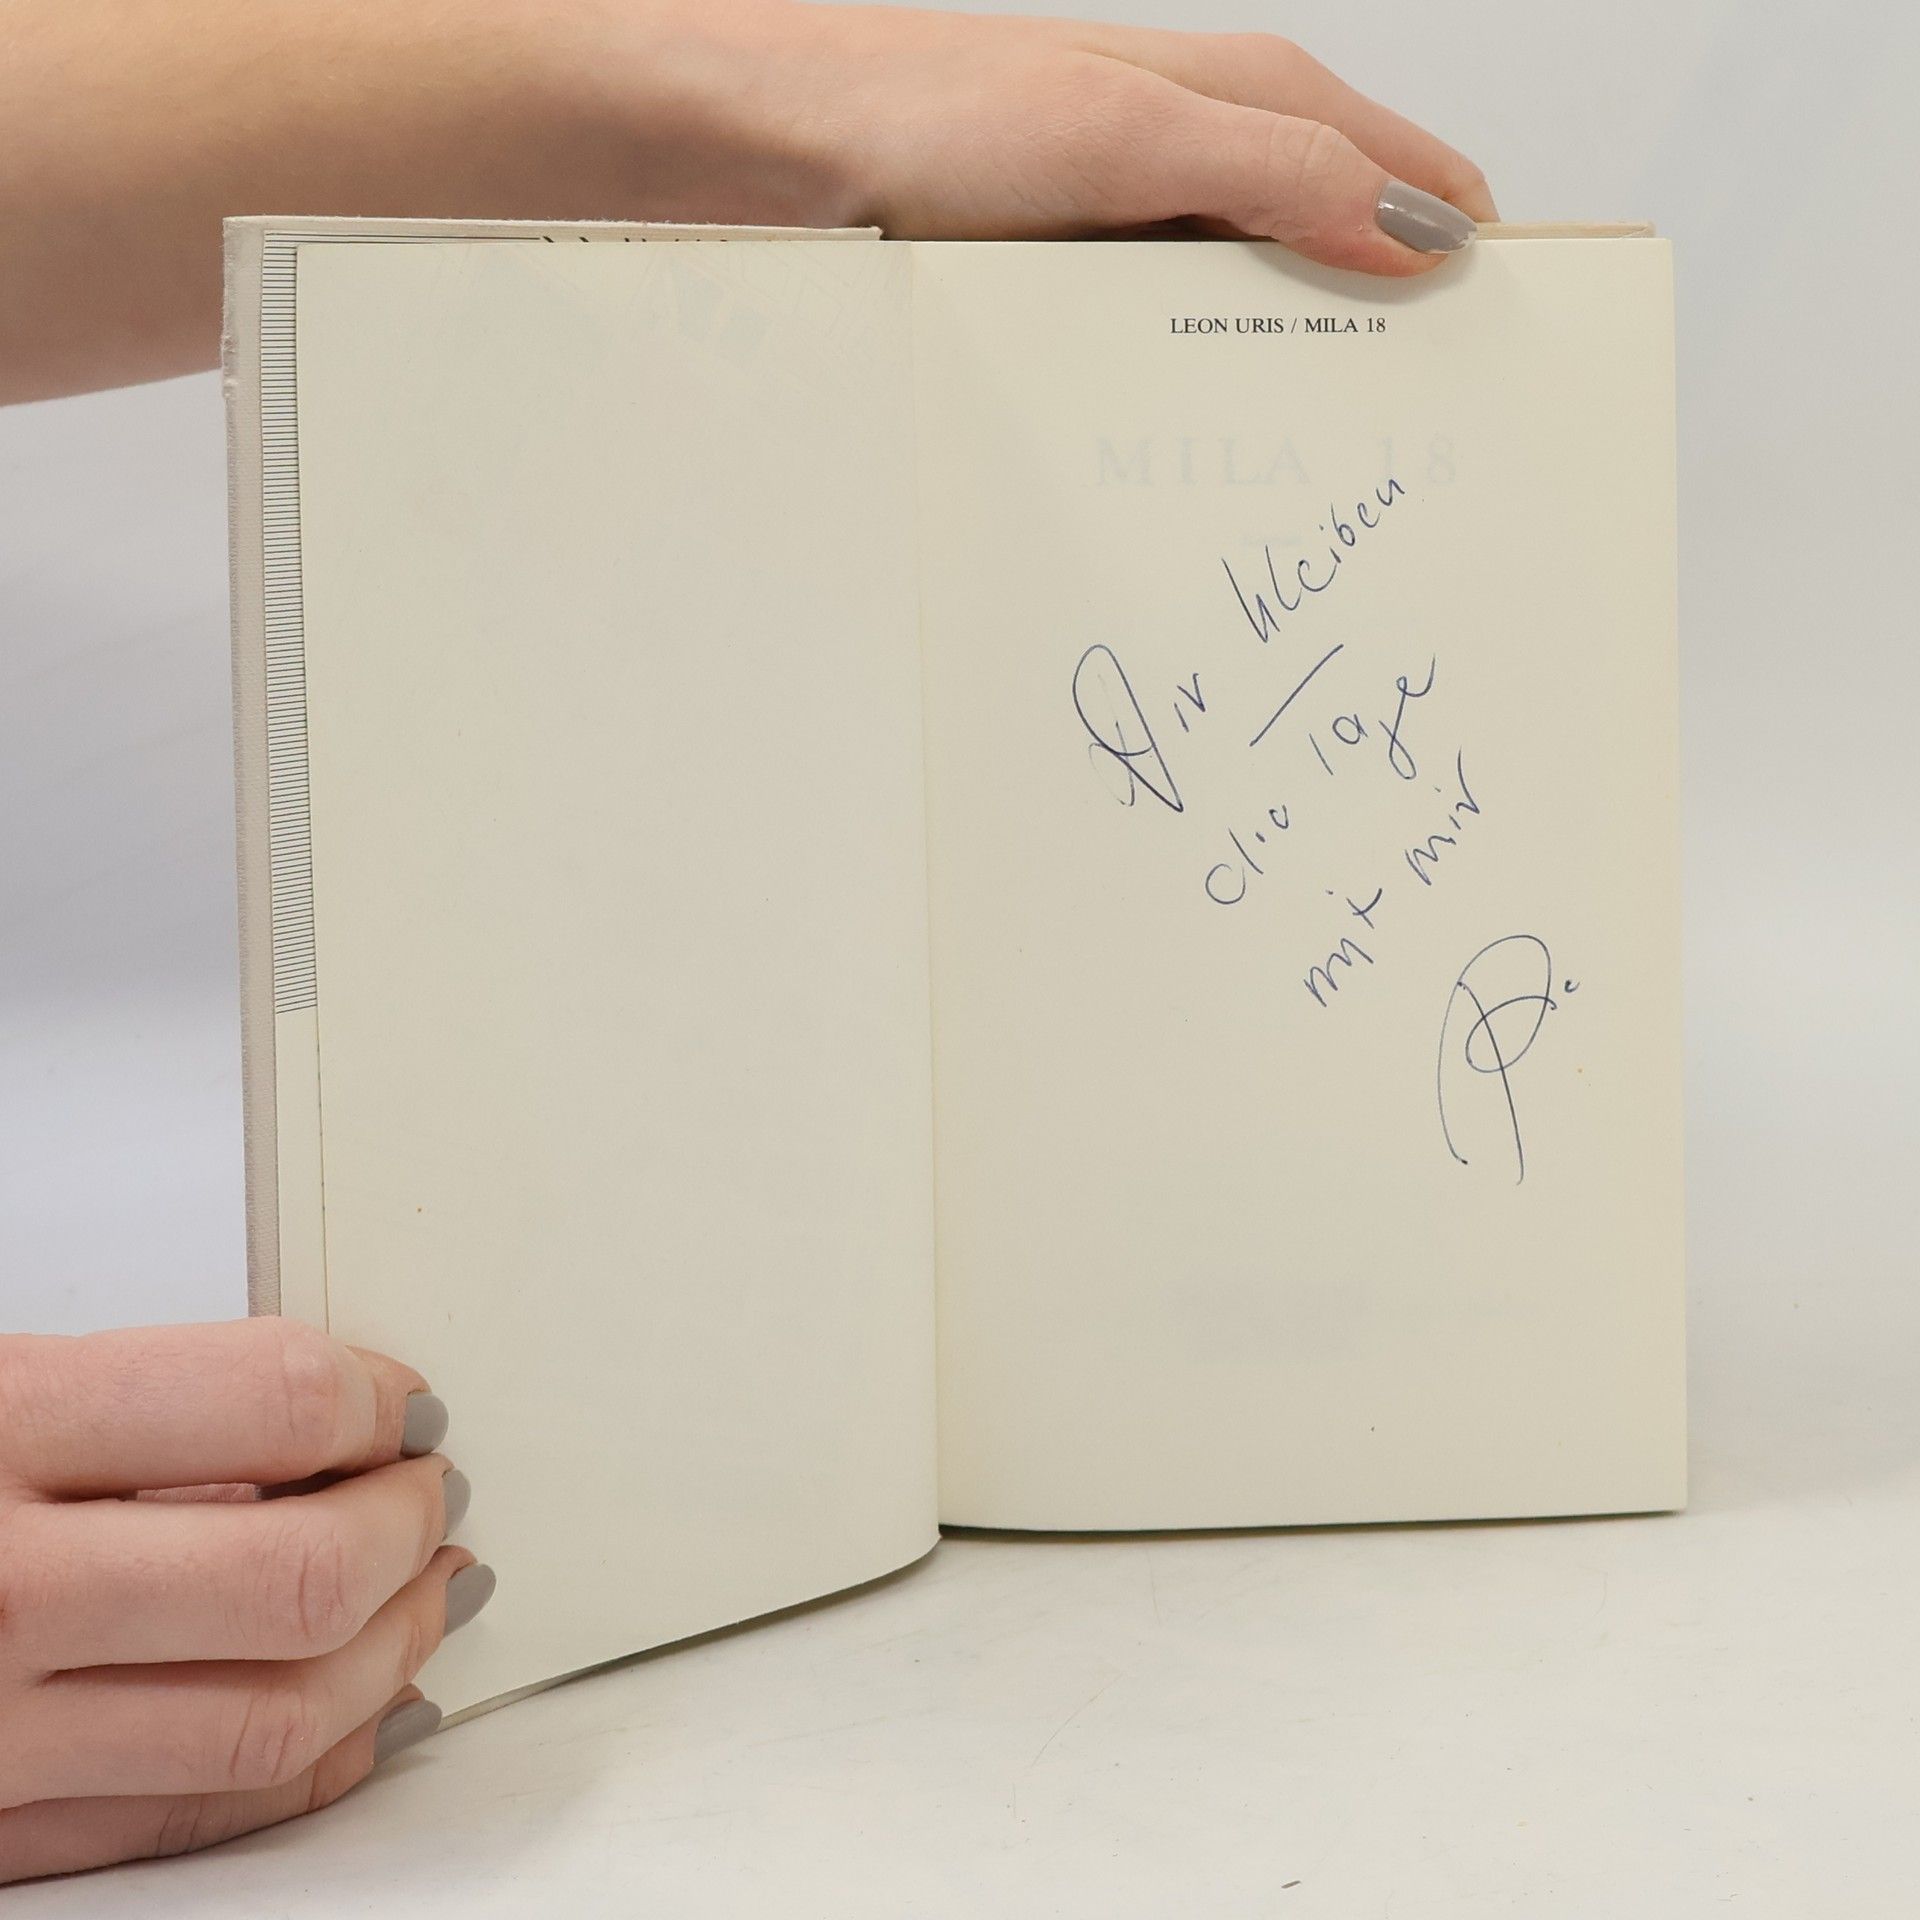 LEON URIS / MILA 18
MILA 18
Dir bleiben
die Tage
mit mir